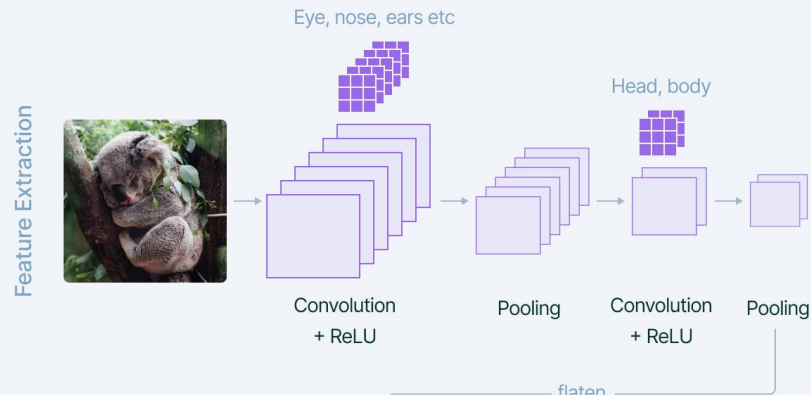 Eye, nose, ears etc
Head, body
Feature Extraction
Convolution
+ ReLU
Pooling
Convolution
+ ReLU
Pooling
flaten